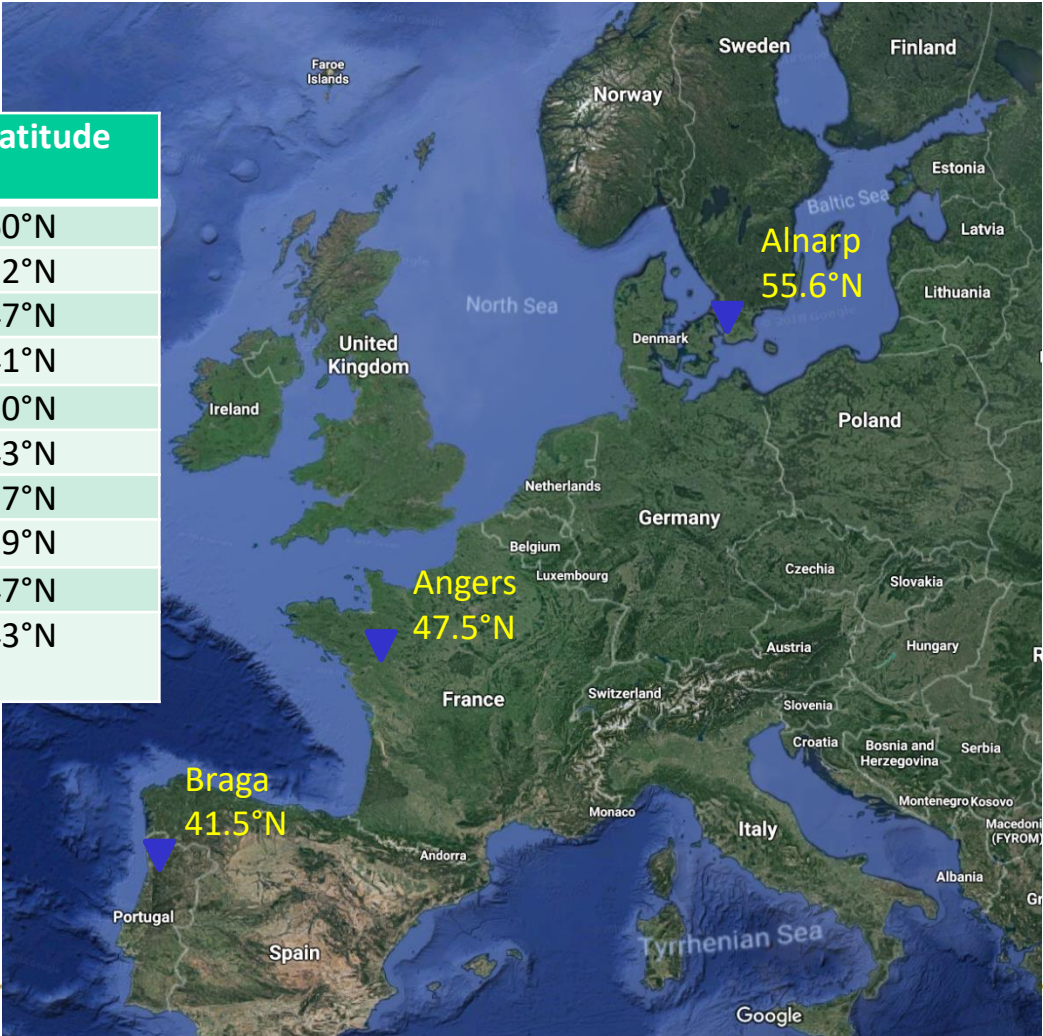 Sweden
Finland
Faroe
Islands
Norway
atitude
0°N
2°N
7°N
1°N
0°N
3°N
7°N
9°N
7°N
3°N
Estonia
Baltic Sea
Latvia
Alnarp
55.6°N
Lithuania
North Sea
Denmark
United
Kingdom
Ireland
Poland
Netherlands
Germany
Belgium
Luxembourg
Czechia
Slovakia
Angers
47.5°N
Austria
Hungary
R
France
Switzerland
Slovenia
Croatia
Bosnia and
Herzegovina
Serbia
Braga
41.5°N
Monaco
Montenegro
Kosovo
Italy
Macedoni
(FYROM)
Andorra
Albania
Gr
Portugal
Spain
Tyrrhenian Sea
Google